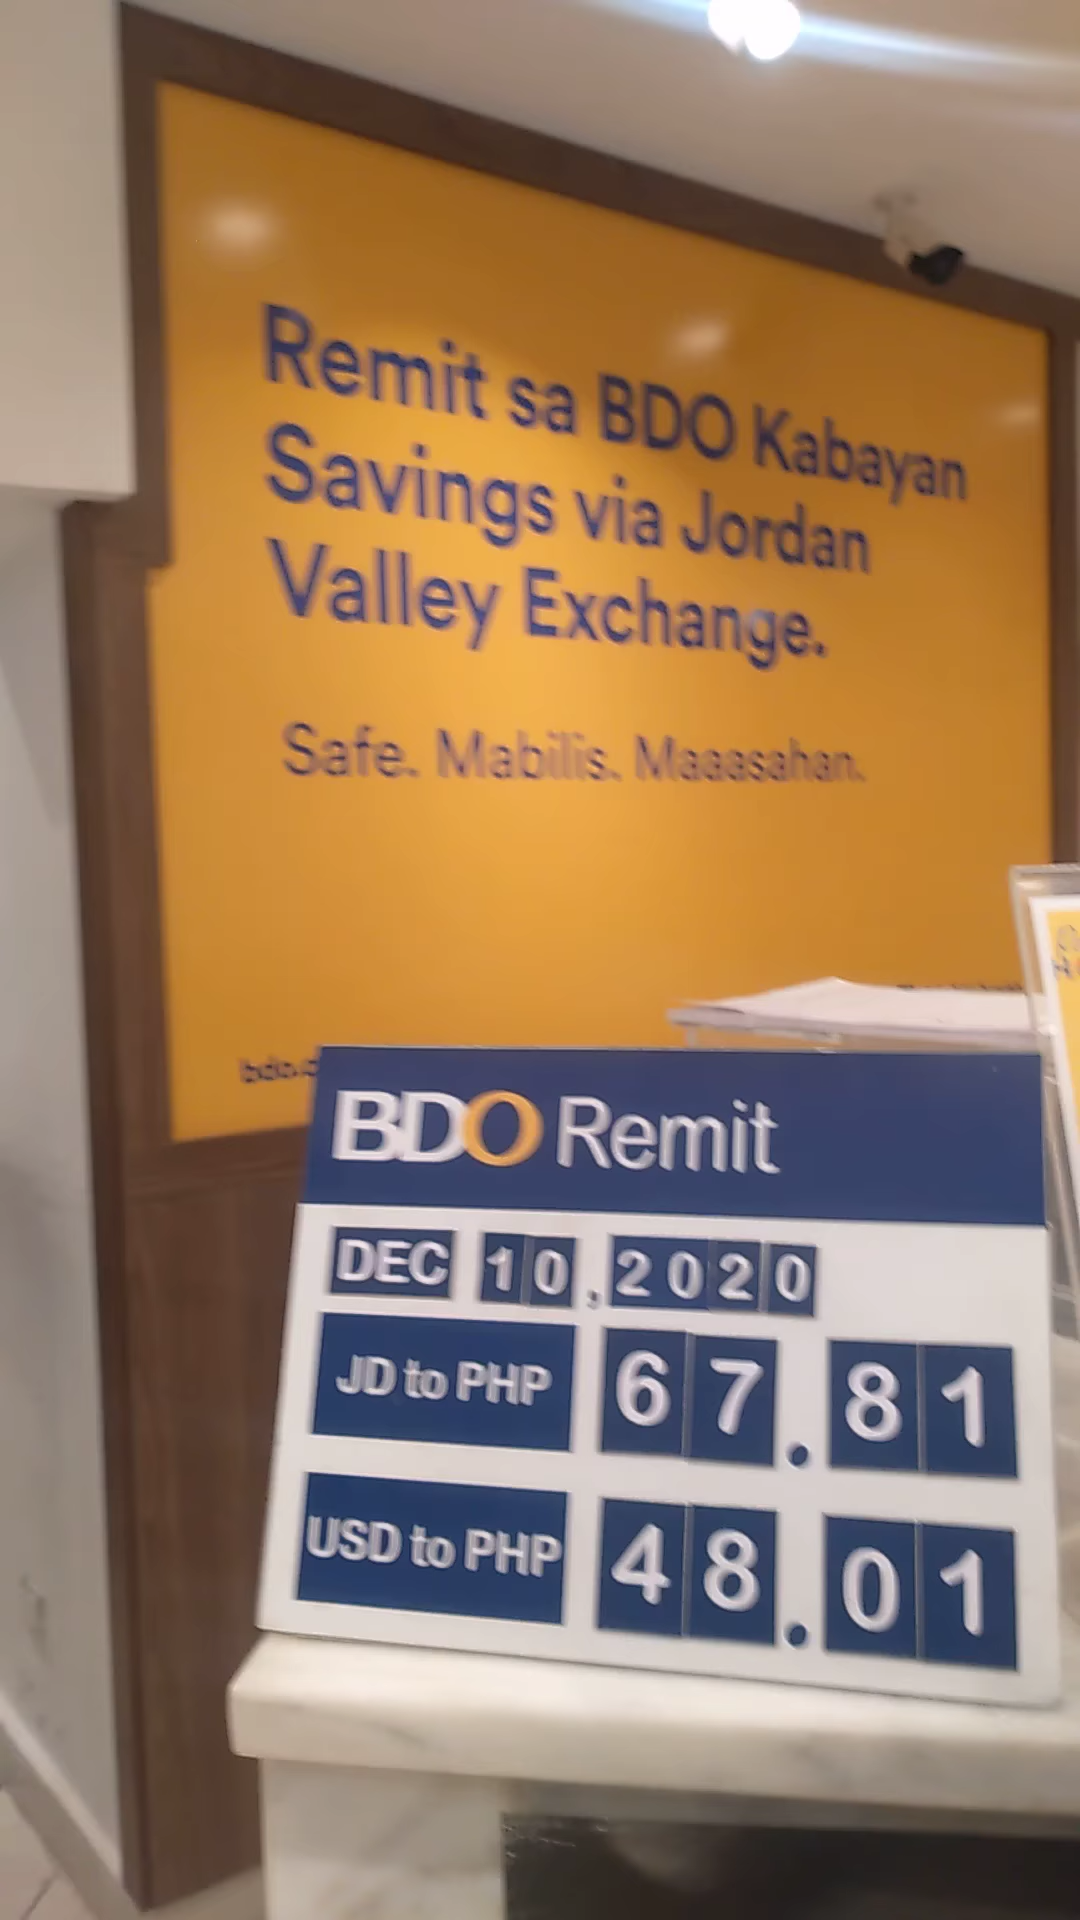 Remit sa BDO Kabayan
Savings via Jordan
Valley Exchange.
Safe. Mabilis. Maaasahan.
BDO Remit
DEC 10,2020
JD to PHP 67.81
USD to PHP 48.01